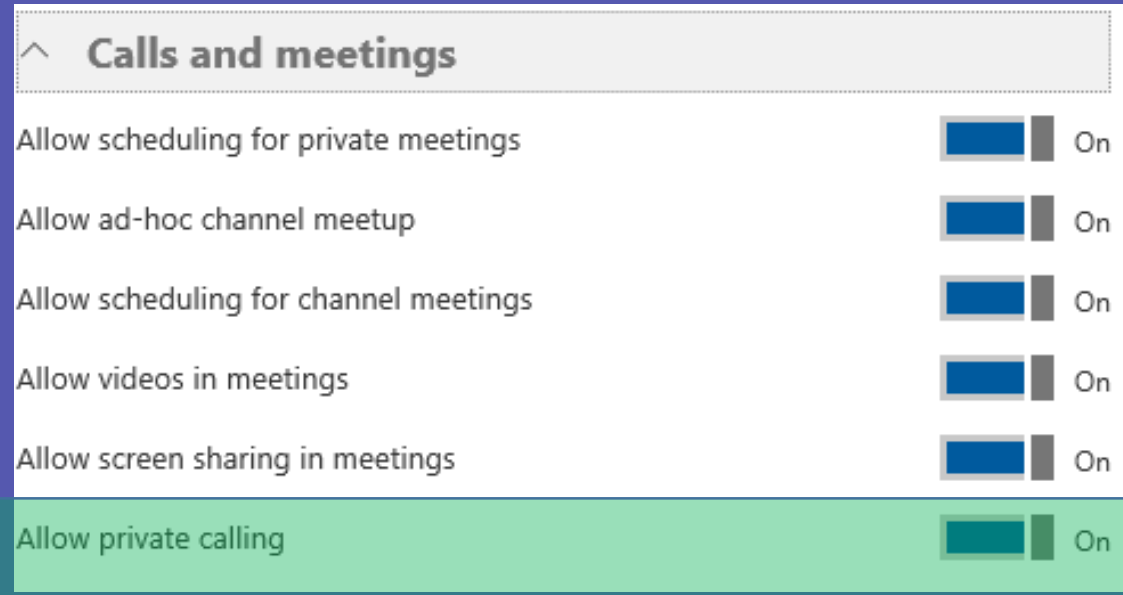 Calls and meetings
Allow scheduling for private meetings On
Allow ad-hoc channel meetup On
Allow scheduling for channel meetings On
Allow videos in meetings On
Allow screen sharing in meetings On
Allow private calling On